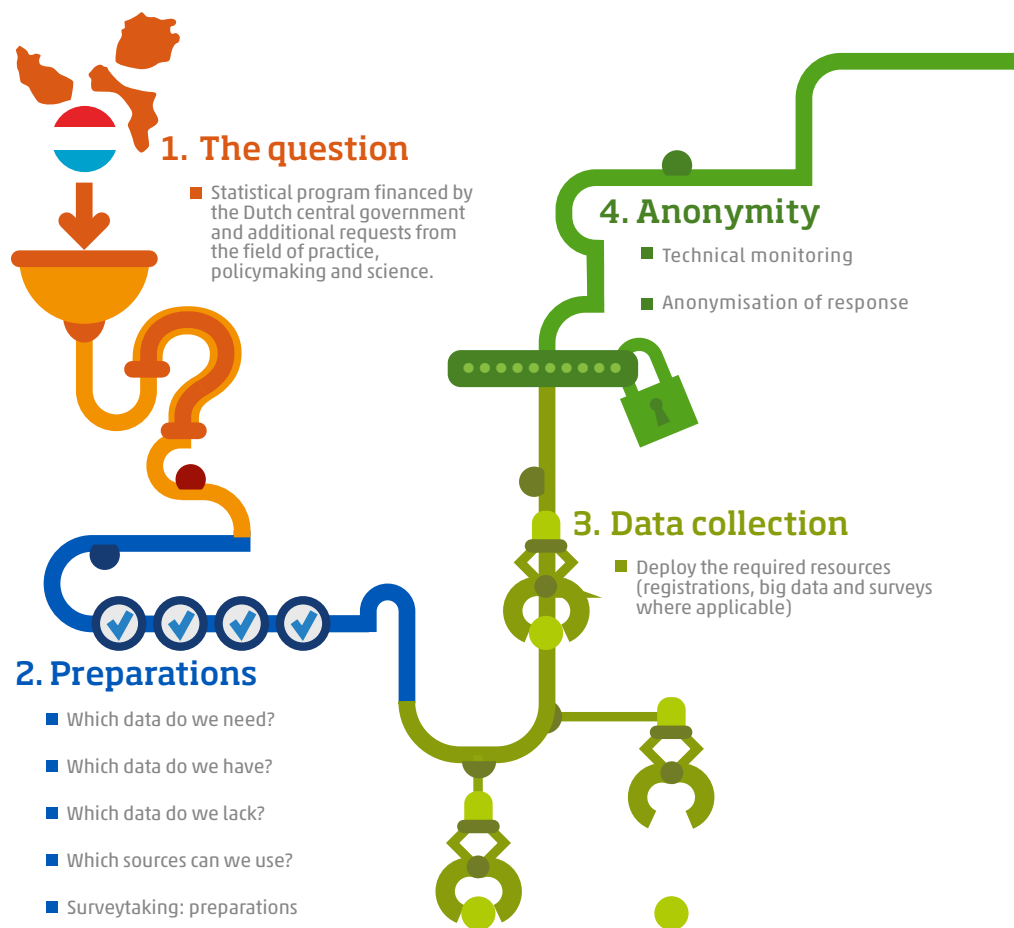 1. The question
Statistical program financed by
the Dutch central government
and additional requests from
the field of practice,
policymaking and science.
2. Preparations
Which data do we need?
Which data do we have?
Which data do we lack?
Which sources can we use?
Surveytaking: preparations
3. Data collection
Deploy the required resources
(registrations, big data and surveys
where applicable)
4. Anonymity
Technical monitoring
Anonymisation of response